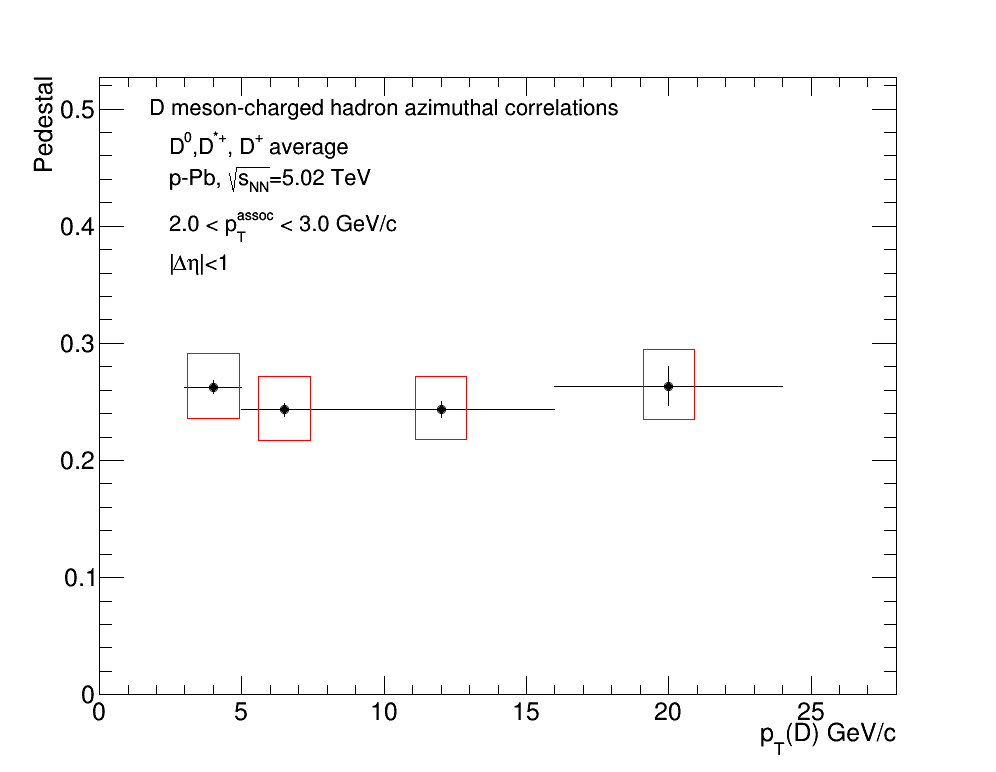 Pedestal
0.5
0.4
0.3
0.2
0.1
0
D meson-charged hadron azimuthal correlations
D⁰,D*⁺, D⁺ average
p-Pb, √sNN=5.02 TeV
2.0 < pTassoc < 3.0 GeV/c
|Δη|<1
0 5 10 15 20 25
pT(D) GeV/c